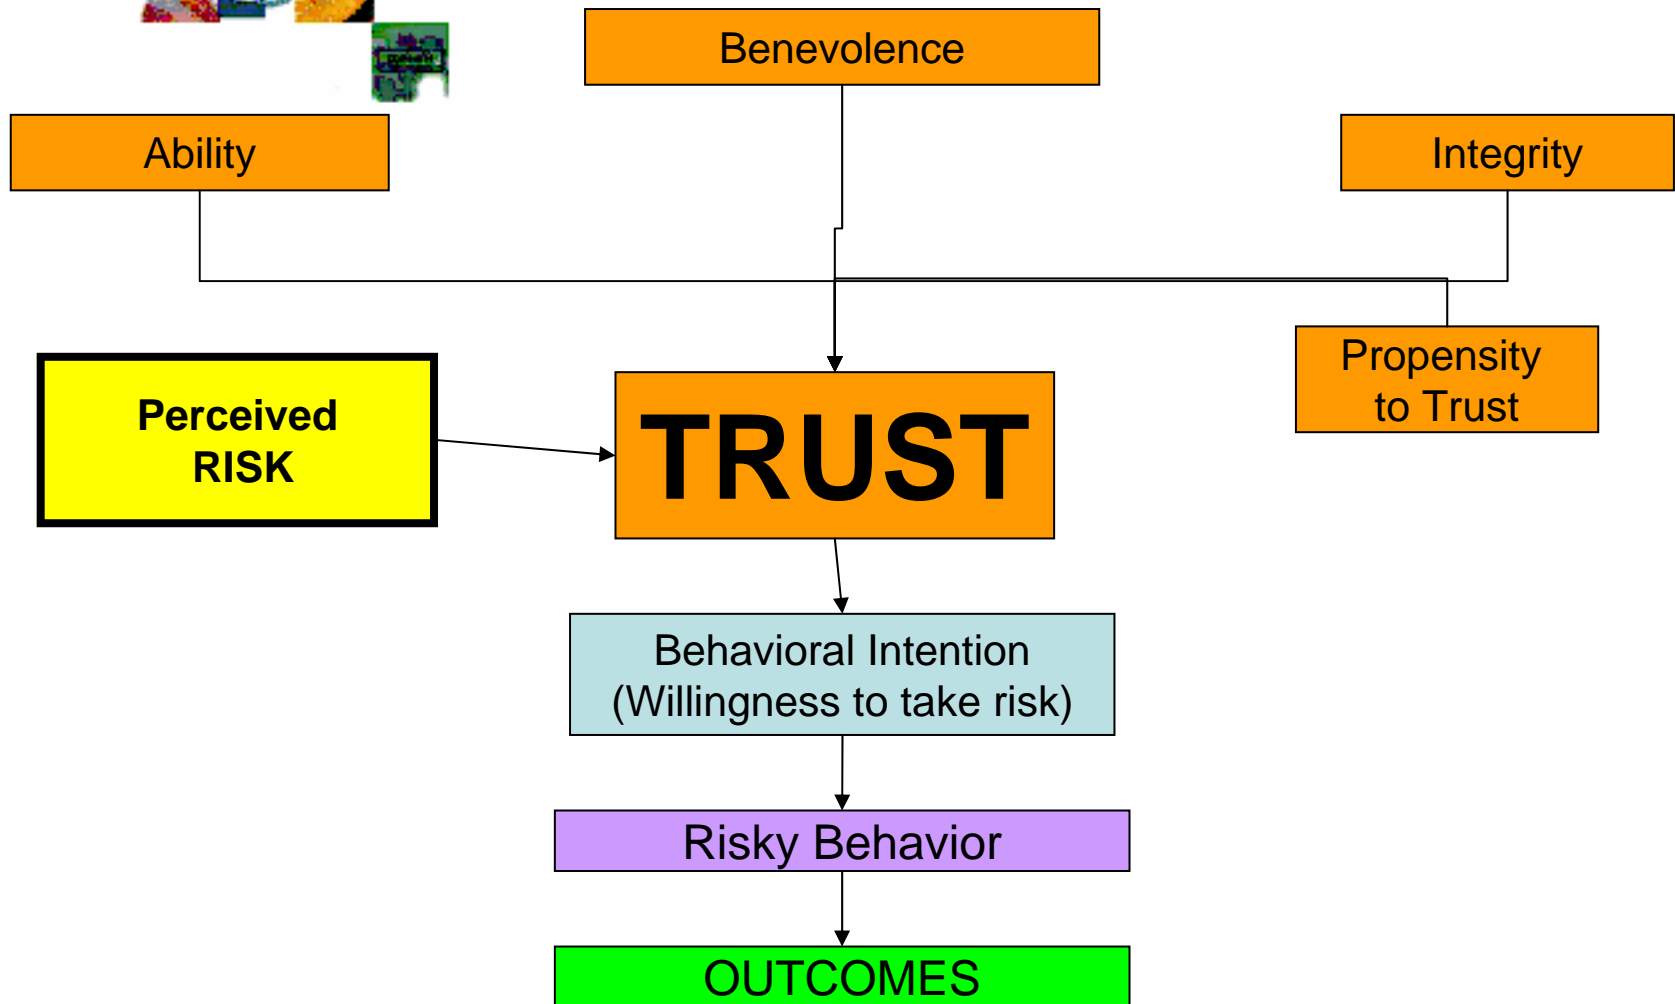 Benevolence
Ability
Integrity
Propensity
to Trust
Perceived
RISK
TRUST
Behavioral Intention
(Willingness to take risk)
Risky Behavior
OUTCOMES